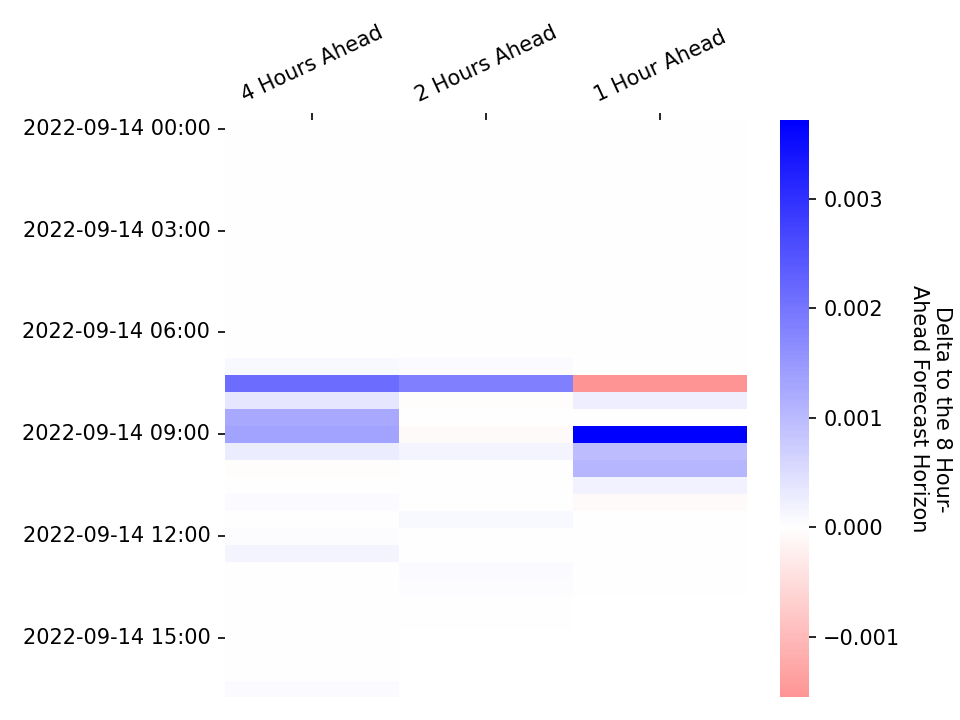 4 Hours Ahead
2 Hours Ahead
1 Hour Ahead
2022-09-14 00:00
2022-09-14 03:00
2022-09-14 06:00
2022-09-14 09:00
2022-09-14 12:00
2022-09-14 15:00
0.003
0.002
0.001
0.000
−0.001
Delta to the 8 Hour-
Ahead Forecast Horizon